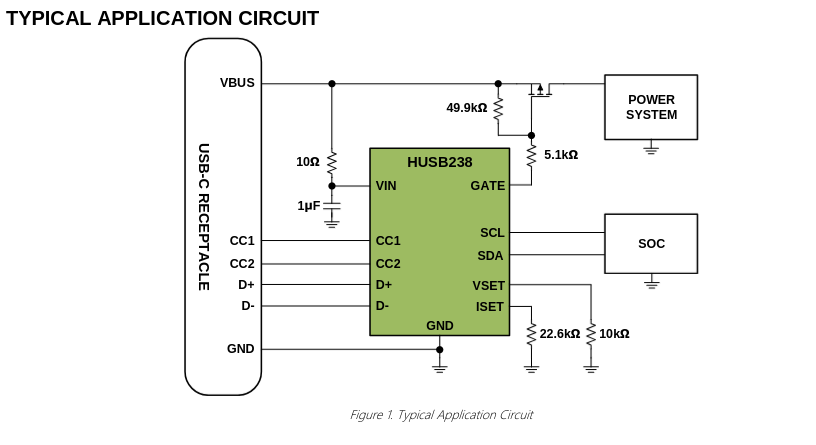 TYPICAL APPLICATION CIRCUIT
USB-C RECEPTACLE
VBUS
CC1
CC2
D+
D-
GND
10Ω
1μF
49.9kΩ
5.1kΩ
HUSB238
VIN
CC1
CC2
D+
D-
GATE
SCL
SDA
VSET
ISET
GND
22.6kΩ
10kΩ
POWER
SYSTEM
SOC
Figure 1. Typical Application Circuit